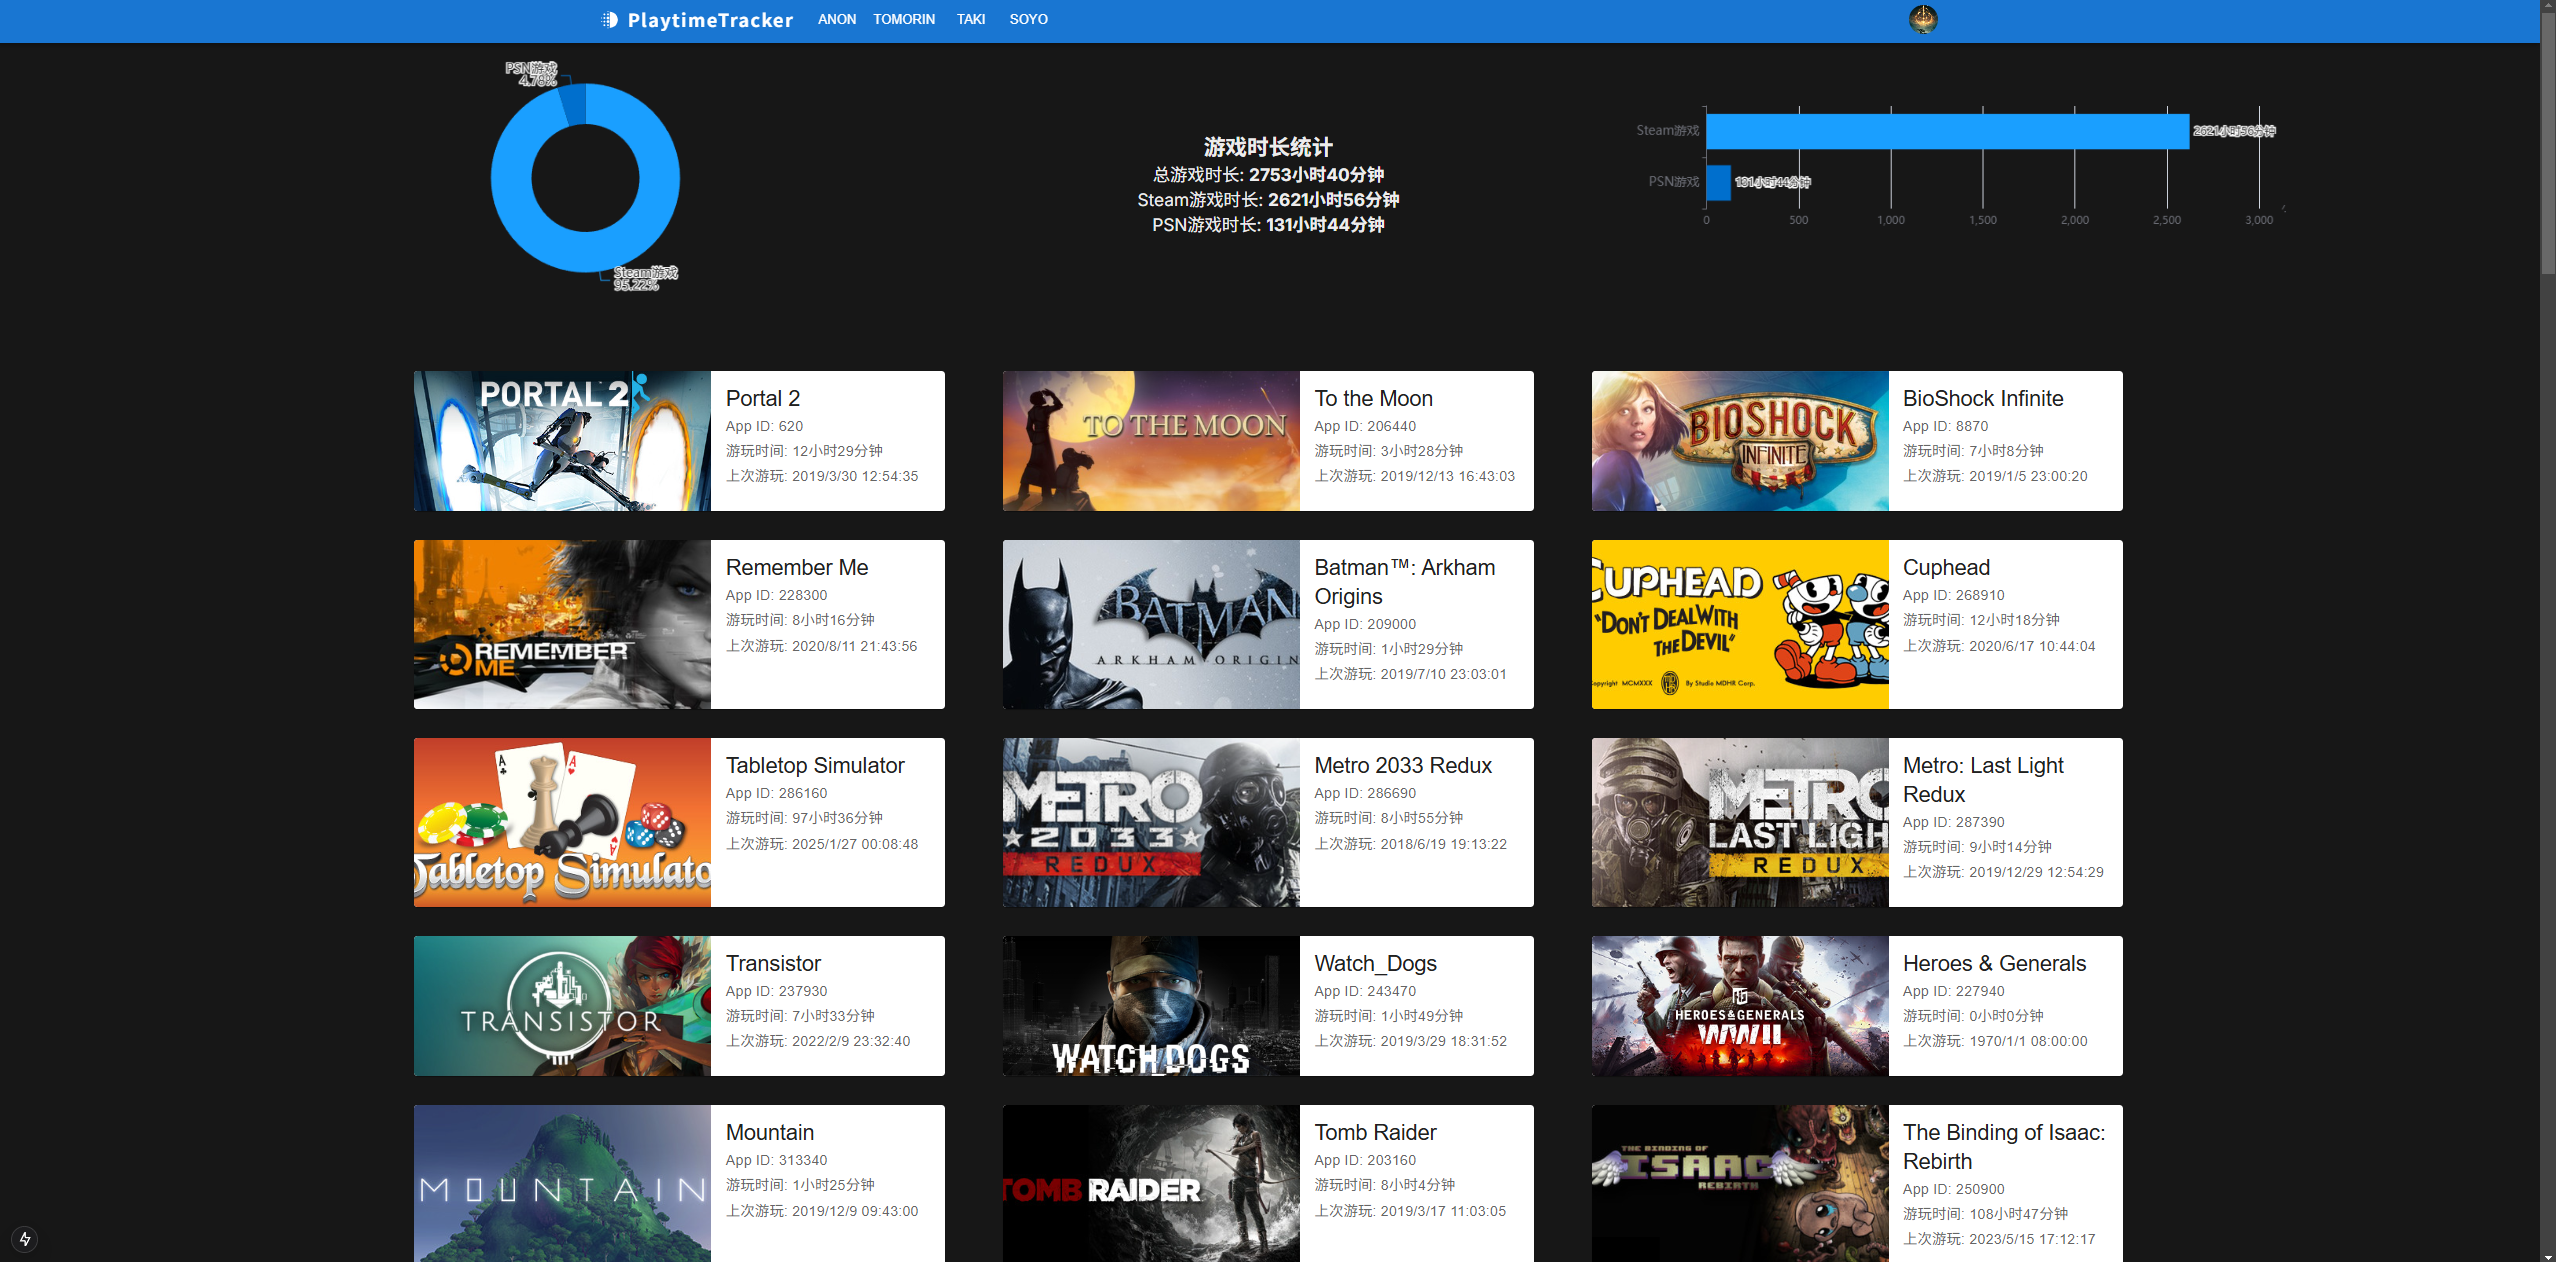 PlaytimeTracker
ANON TOMORIN TAKI SOYO
PSN游戏
4.78%
Steam游戏
95.22%
游戏时长统计
总游戏时长: 2753小时40分钟
Steam游戏时长: 2621小时56分钟
PSN游戏时长: 131小时44分钟
Steam游戏
2621小时56分钟
PSN游戏
131小时44分钟
0 500 1,000 1,500 2,000 2,500 3,000
PORTAL 2
Portal 2
App ID: 620
游玩时间: 12小时29分钟
上次游玩: 2019/3/30 12:54:35
TO THE MOON
To the Moon
App ID: 206440
游玩时间: 3小时28分钟
上次游玩: 2019/12/13 16:43:03
BIOSHOCK
INFINITE
BioShock Infinite
App ID: 8870
游玩时间: 7小时8分钟
上次游玩: 2019/1/5 23:00:20
REMEMBER
ME
Remember Me
App ID: 228300
游玩时间: 8小时16分钟
上次游玩: 2020/8/11 21:43:56
BATMAN
ARKHAM ORIGIN
Batman™: Arkham
Origins
App ID: 209000
游玩时间: 1小时29分钟
上次游玩: 2019/7/10 23:03:01
CUPHEAD
"DON'T DEAL WITH
THE DEVIL"
opyright MCMXXX By Studio MDHR Corp.
Cuphead
App ID: 268910
游玩时间: 12小时18分钟
上次游玩: 2020/6/17 10:44:04
A
A
A
Tabletop Simulato
Tabletop Simulator
App ID: 286160
游玩时间: 97小时36分钟
上次游玩: 2025/1/27 00:08:48
METRO
2033
REDUX
Metro 2033 Redux
App ID: 286690
游玩时间: 8小时55分钟
上次游玩: 2018/6/19 19:13:22
METRO
LAST LIGH
REDUX
Metro: Last Light
Redux
App ID: 287390
游玩时间: 9小时14分钟
上次游玩: 2019/12/29 12:54:29
TRANSISTOR
Transistor
App ID: 237930
游玩时间: 7小时33分钟
上次游玩: 2022/2/9 23:32:40
WATCH_DOGS
Watch_Dogs
App ID: 243470
游玩时间: 1小时49分钟
上次游玩: 2019/3/29 18:31:52
HEROES & GENERALS
WWII
Heroes & Generals
App ID: 227940
游玩时间: 0小时0分钟
上次游玩: 1970/1/1 08:00:00
MOUNTAIN
Mountain
App ID: 313340
游玩时间: 1小时25分钟
上次游玩: 2019/12/9 09:43:00
TOMB RAIDER
Tomb Raider
App ID: 203160
游玩时间: 8小时4分钟
上次游玩: 2019/3/17 11:03:05
THE BINDING OF
ISAAC
REBIRTH
The Binding of Isaac:
Rebirth
App ID: 250900
游玩时间: 108小时47分钟
上次游玩: 2023/5/15 17:12:17